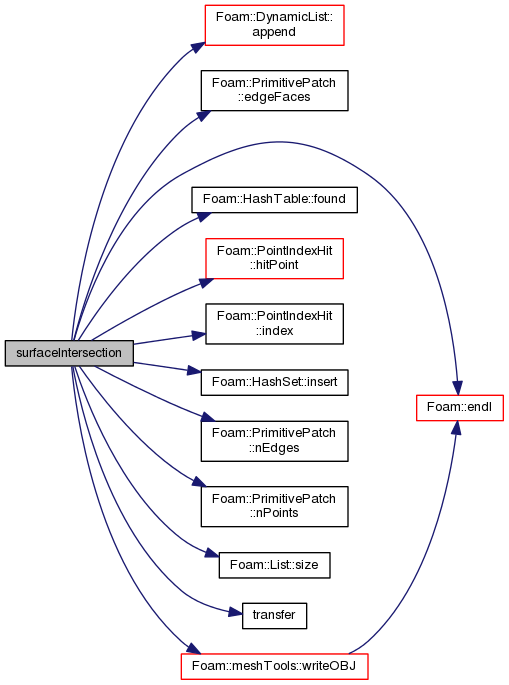 Foam::DynamicList::
append
Foam::PrimitivePatch
::edgeFaces
Foam::HashTable::found
Foam::PointIndexHit
::hitPoint
Foam::PointIndexHit
::index
surfaceIntersection
Foam::HashSet::insert
Foam::endl
Foam::PrimitivePatch
::nEdges
Foam::PrimitivePatch
::nPoints
Foam::List::size
transfer
Foam::meshTools::writeOBJ